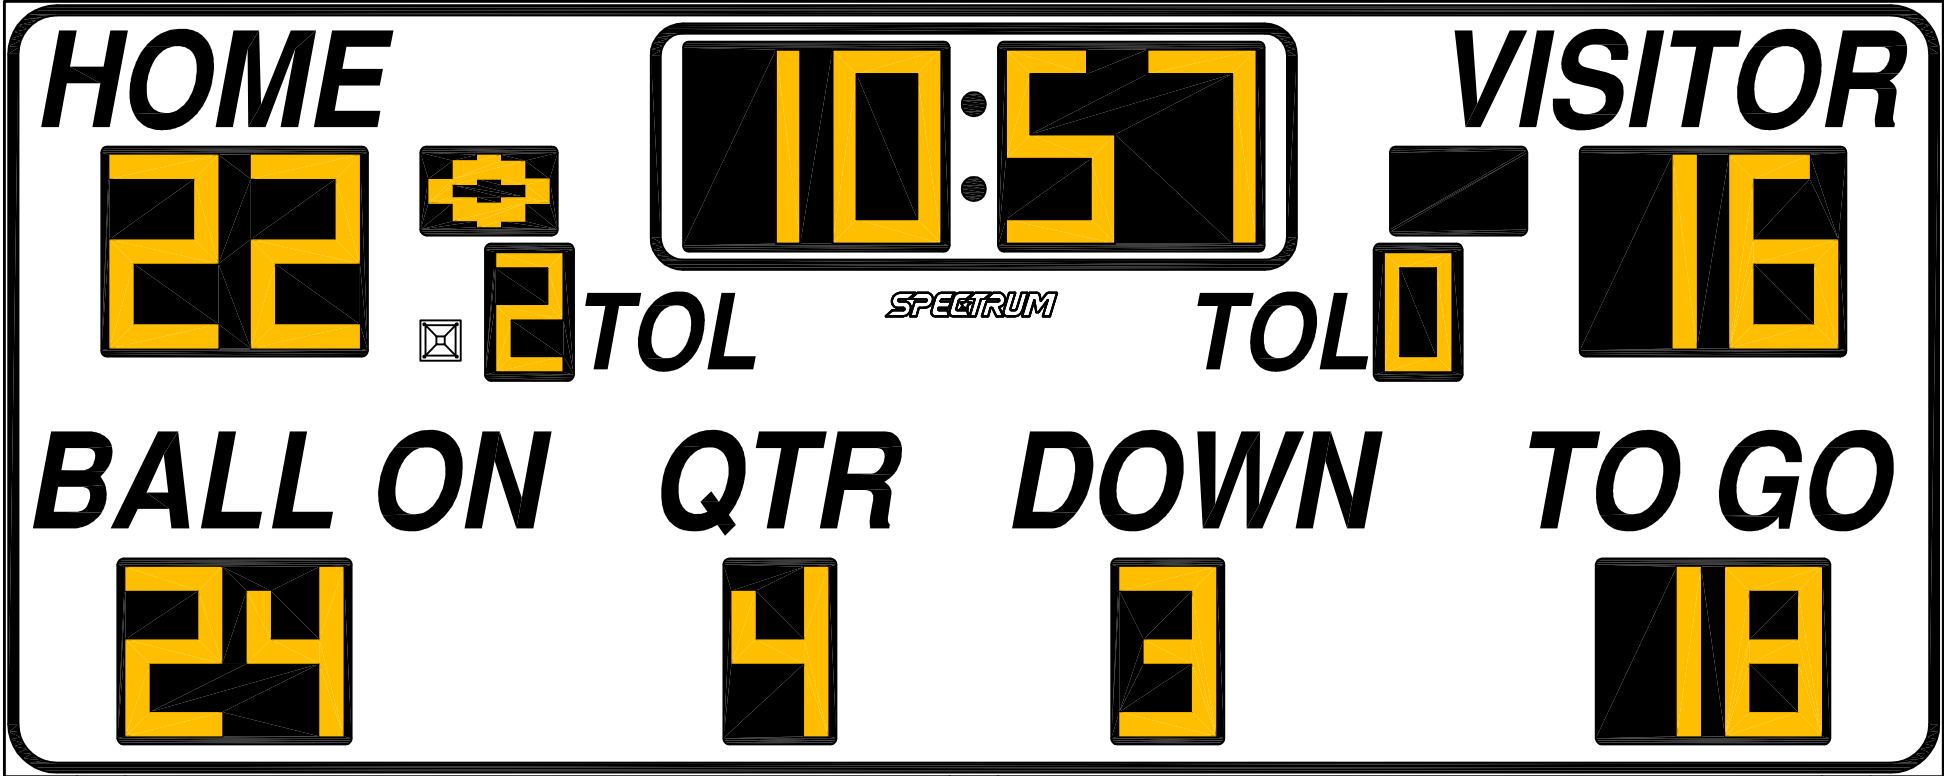 HOME 10:57 VISITOR
22 16
2 TOL SPECTRUM TOL 0
BALL ON QTR DOWN TO GO
24 4 3 18